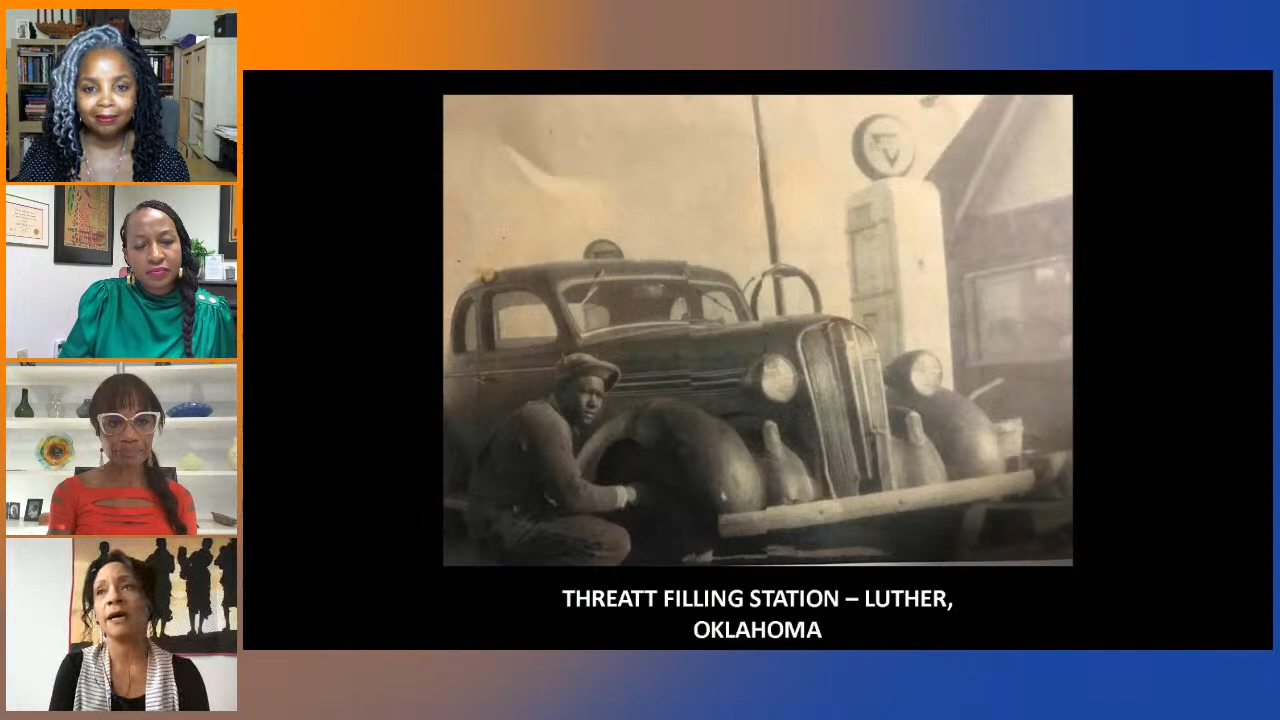 THREATT FILLING STATION – LUTHER,
OKLAHOMA